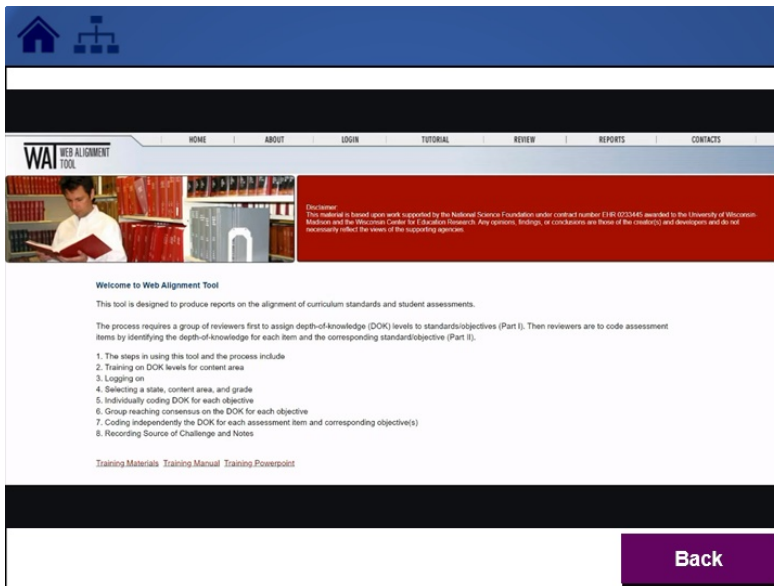 HOME | ABOUT | LOGIN | TUTORIAL | REVIEW | REPORTS | CONTACTS
WAT WEB ALIGNMENT
TOOL
Disclaimer:
This material is based upon work supported by the National Science Foundation under contract number EHR 0233445 awarded to the University of Wisconsin-
Madison and the Wisconsin Center for Education Research. Any opinions, findings, or conclusions are those of the creator(s) and developers and do not
necessarily reflect the views of the supporting agencies.
Welcome to Web Alignment Tool
This tool is designed to produce reports on the alignment of curriculum standards and student assessments.
The process requires a group of reviewers first to assign depth-of-knowledge (DOK) levels to standards/objectives (Part I). Then reviewers are to code assessment
items by identifying the depth-of-knowledge for each item and the corresponding standard/objective (Part II).
1. The steps in using this tool and the process include
2. Training on DOK levels for content area
3. Logging on
4. Selecting a state, content area, and grade
5. Individually coding DOK for each objective
6. Group reaching consensus on the DOK for each objective
7. Coding independently the DOK for each assessment item and corresponding objective(s)
8. Recording Source of Challenge and Notes
Training Materials Training Manual Training Powerpoint
Back